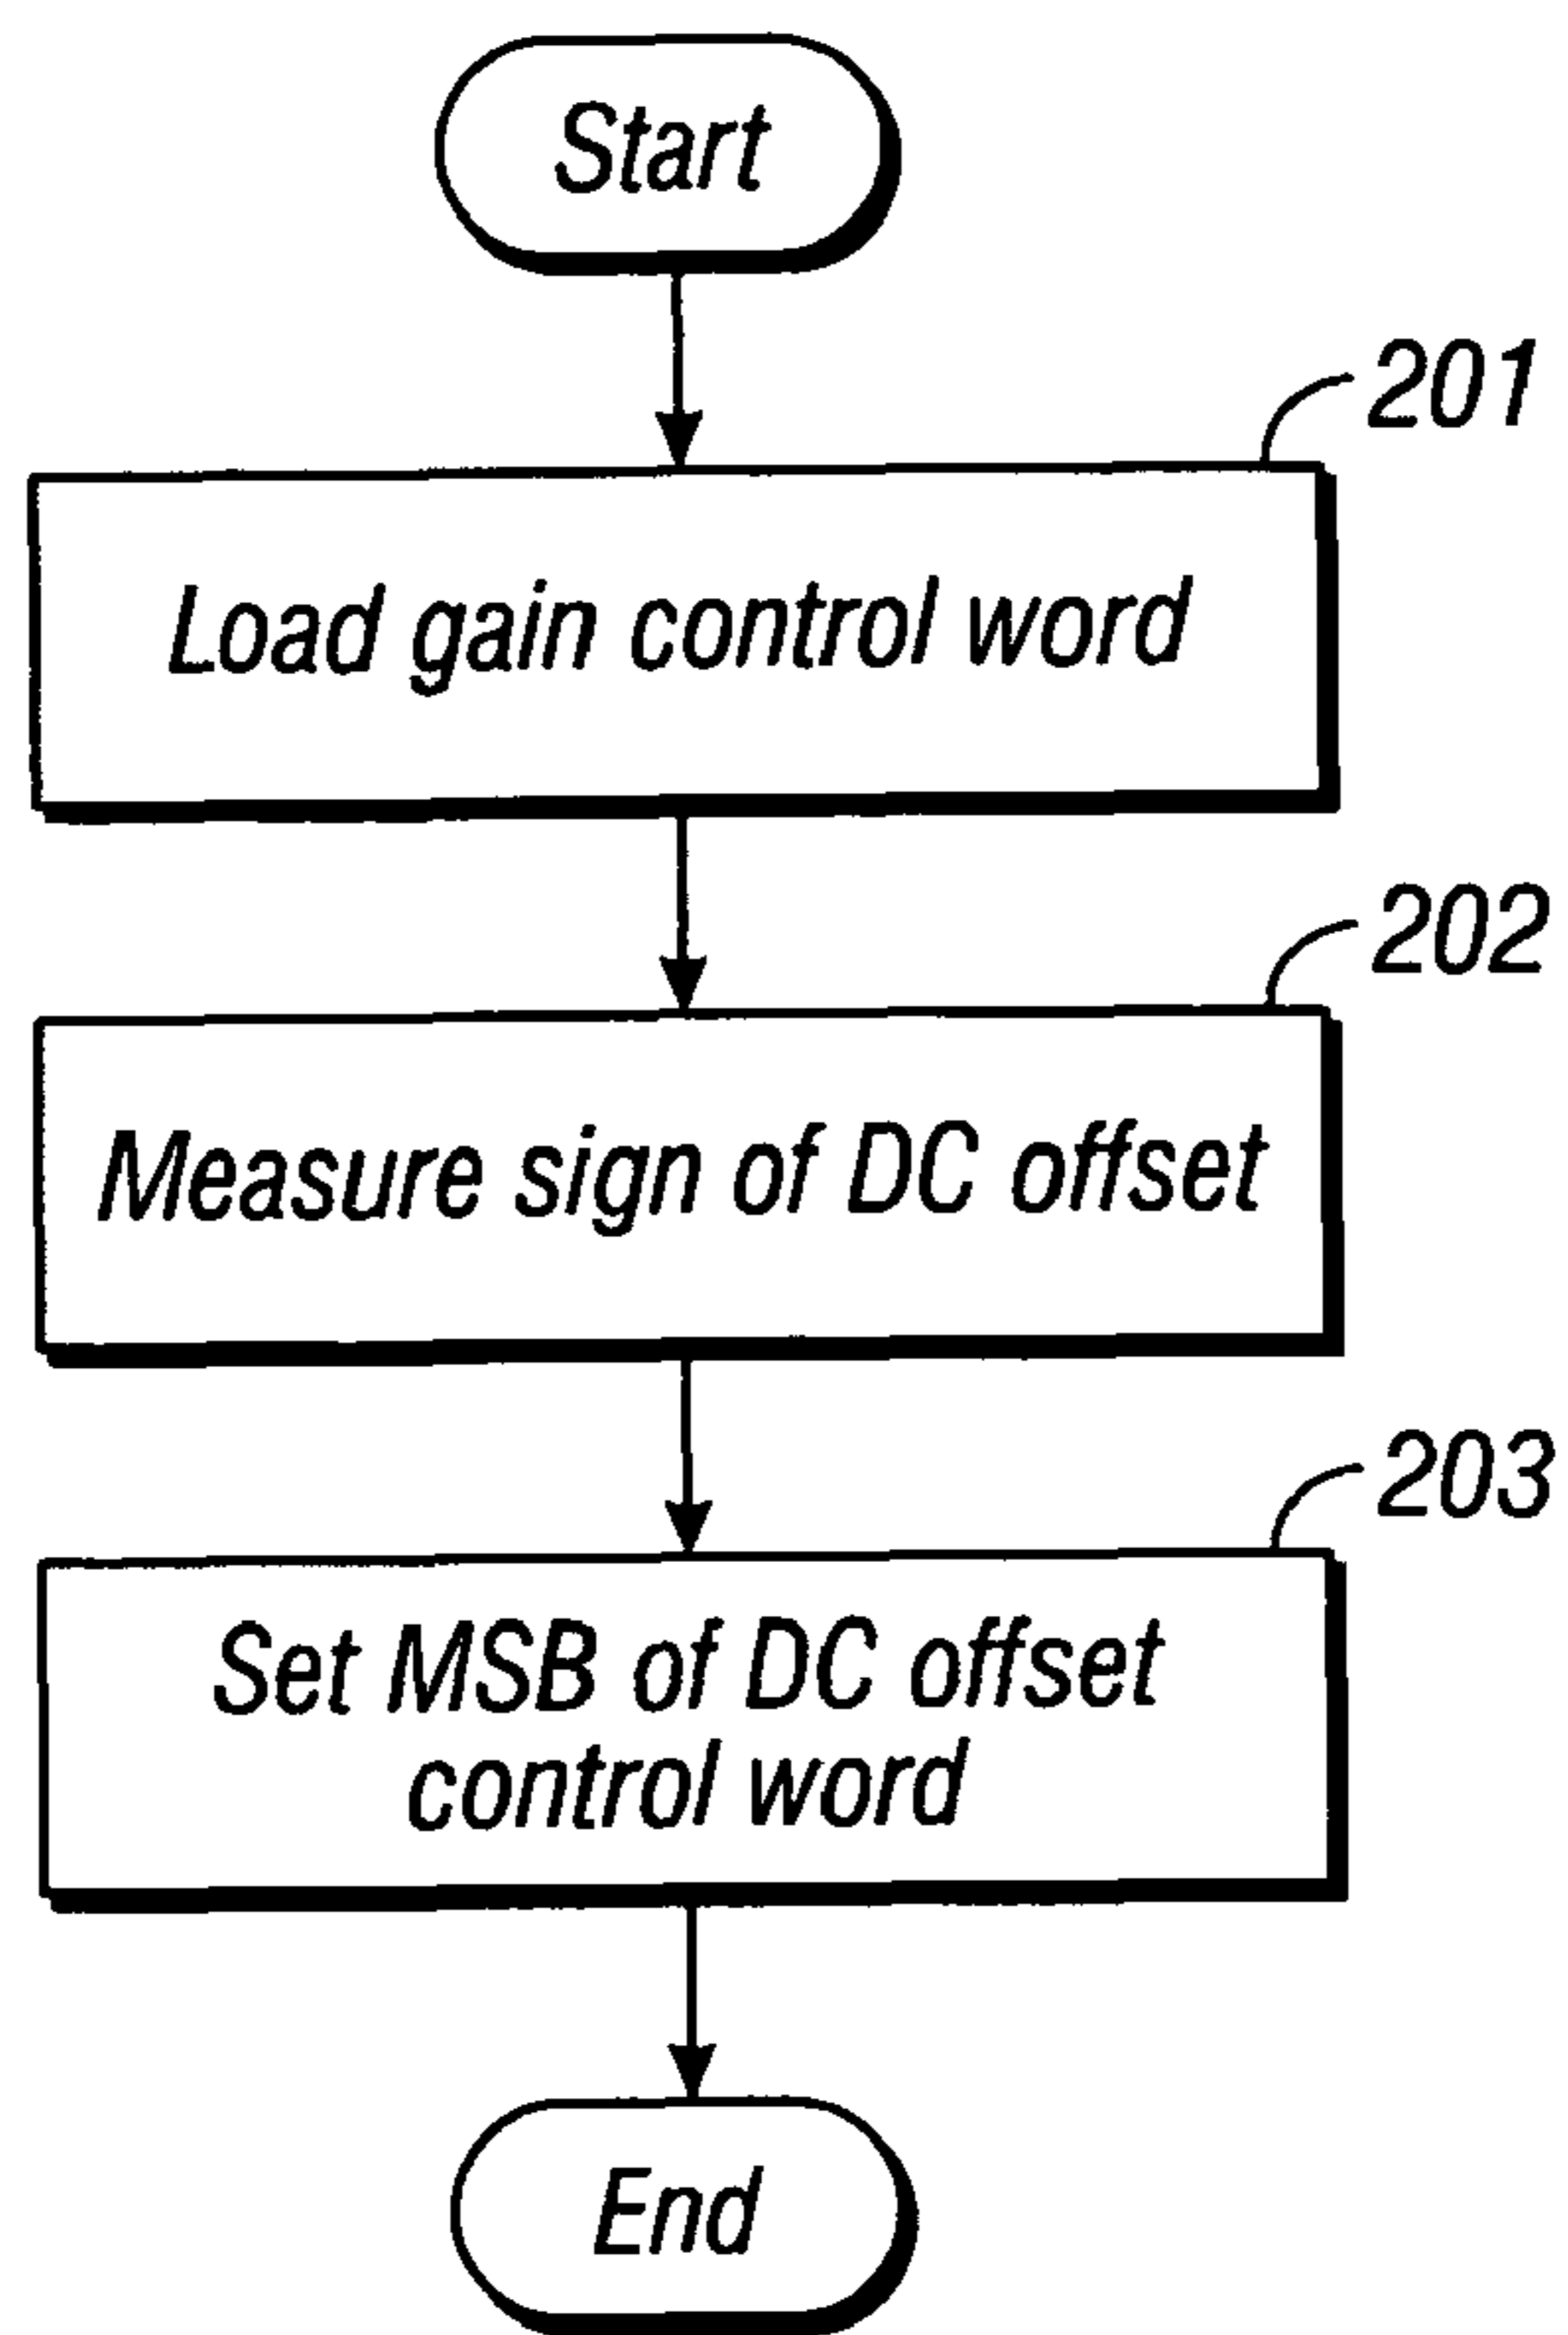 Start
201
Load gain control word
202
Measure sign of DC offset
203
Set MSB of DC offset
control word
End